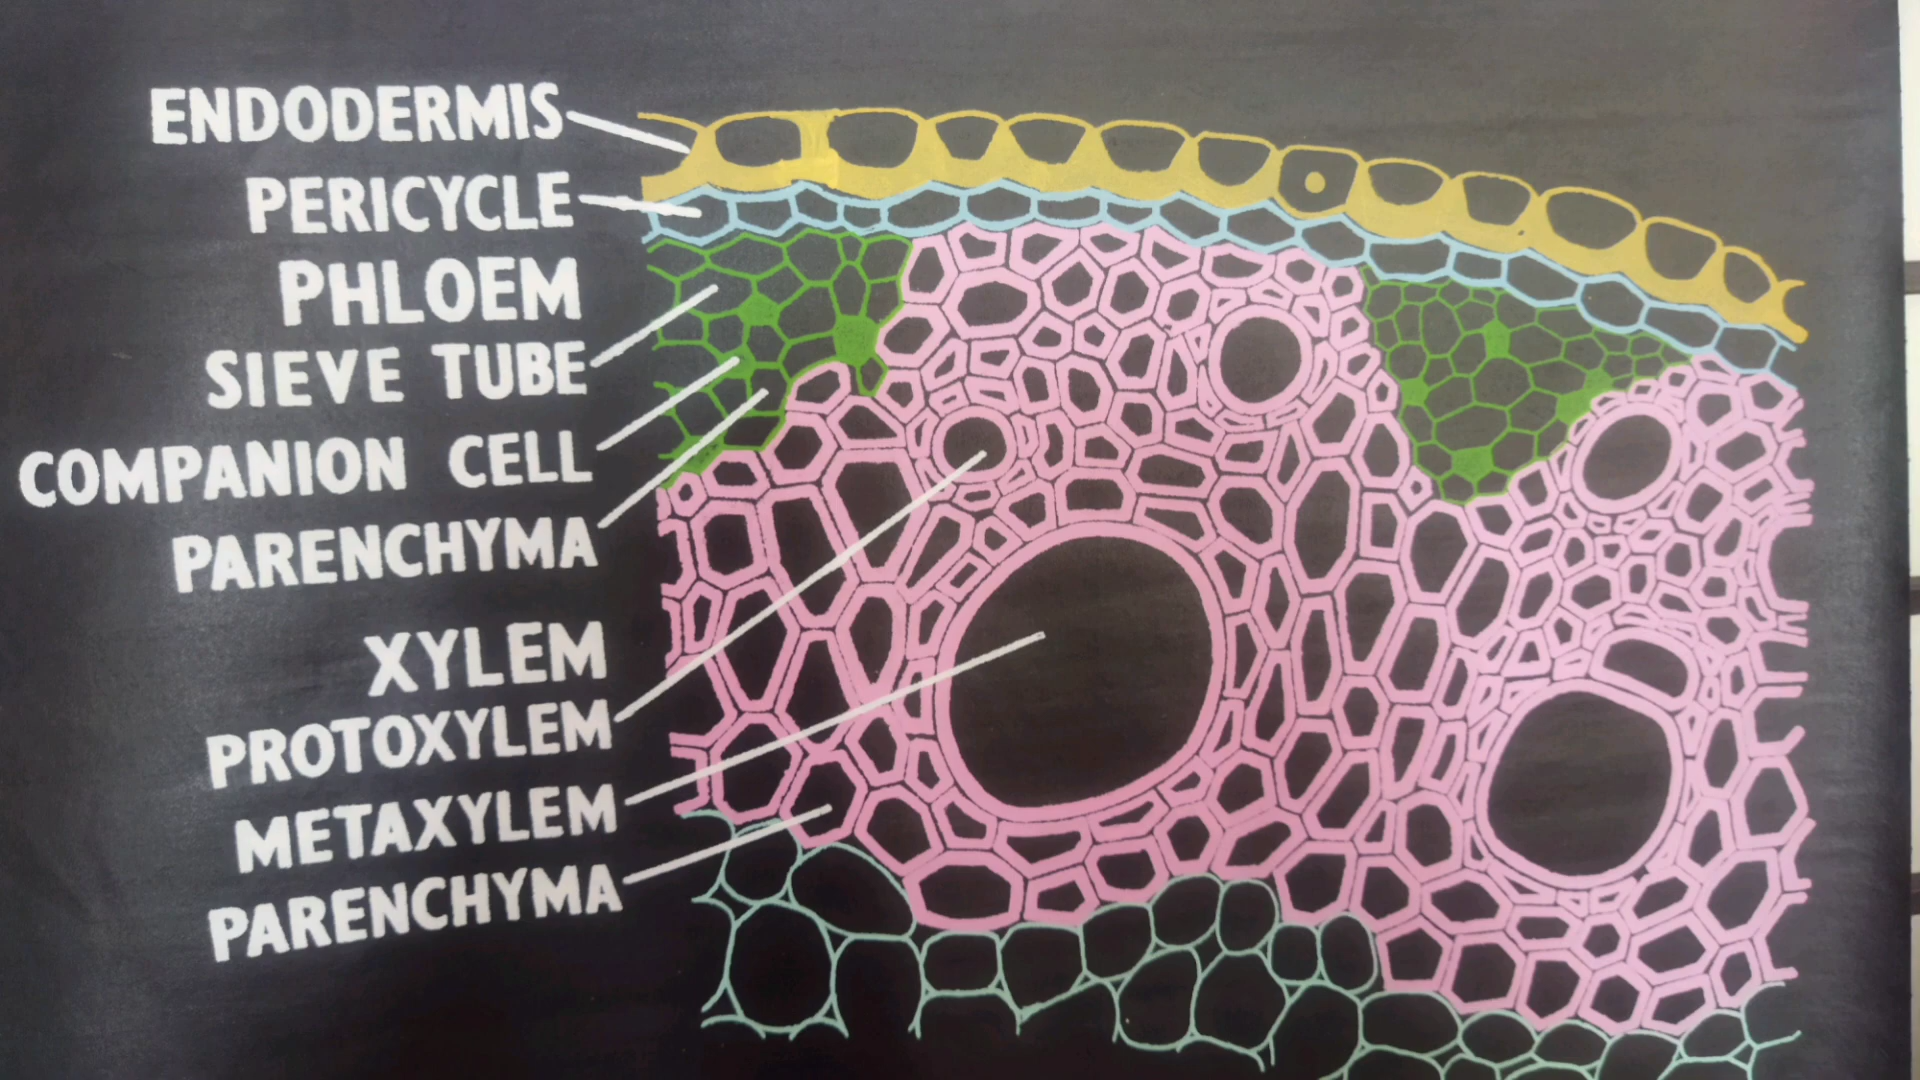 ENDODERMIS
PERICYCLE
PHLOEM
SIEVE TUBE
COMPANION CELL
PARENCHYMA
XYLEM
PROTOXYLEM
METAXYLEM
PARENCHYMA